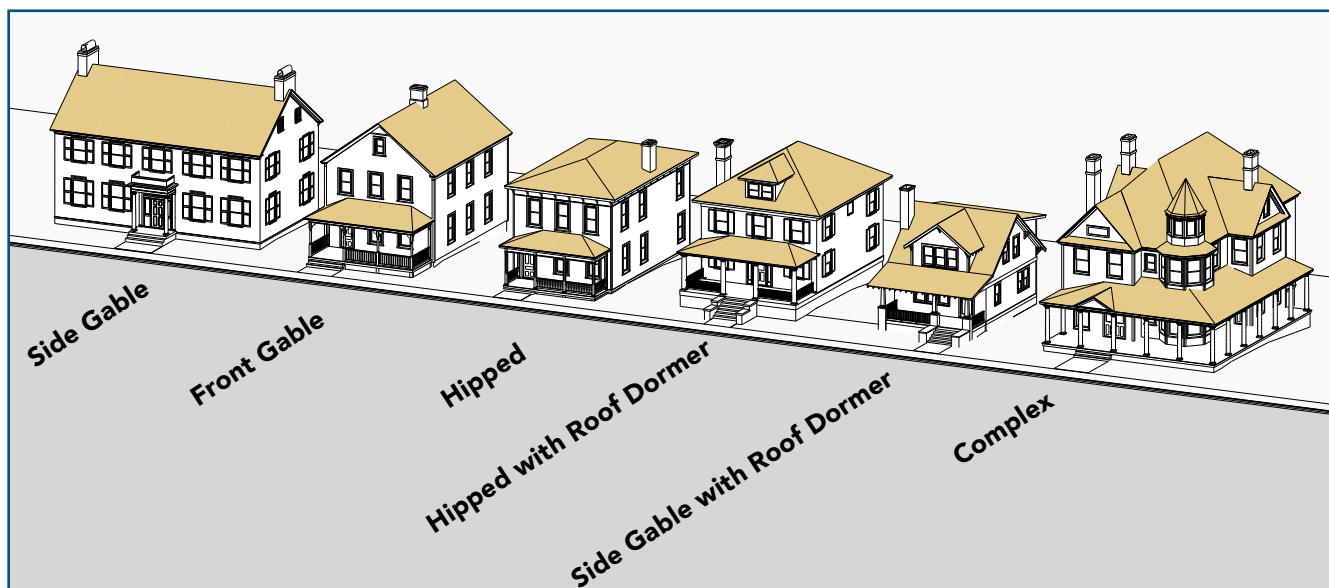 Side Gable
Front Gable
Hipped
Hipped with Roof Dormer
Side Gable with Roof Dormer
Complex